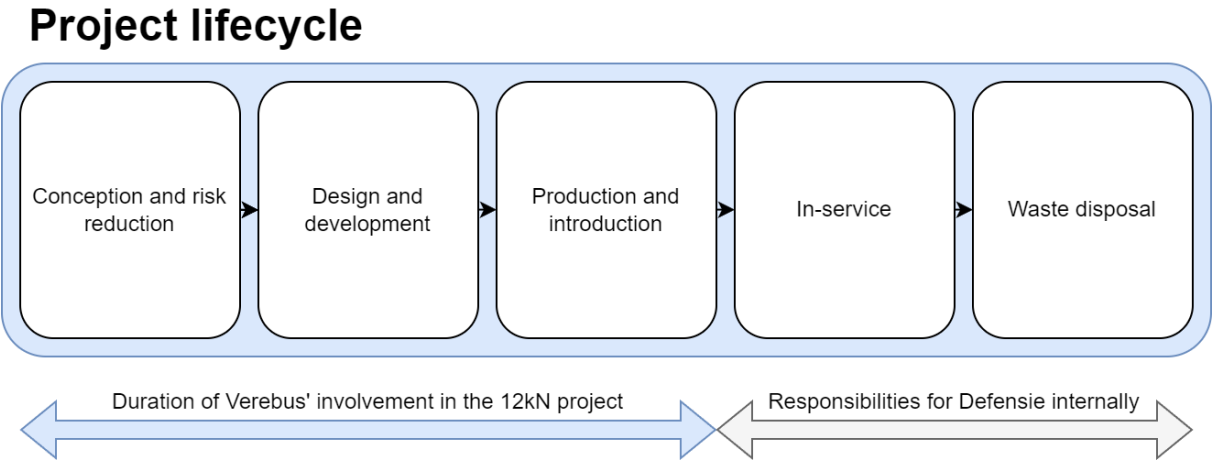 Project lifecycle
Conception and risk
reduction
Design and
development
Production and
introduction
In-service
Waste disposal
Duration of Verebus' involvement in the 12kN project
Responsibilities for Defensie internally